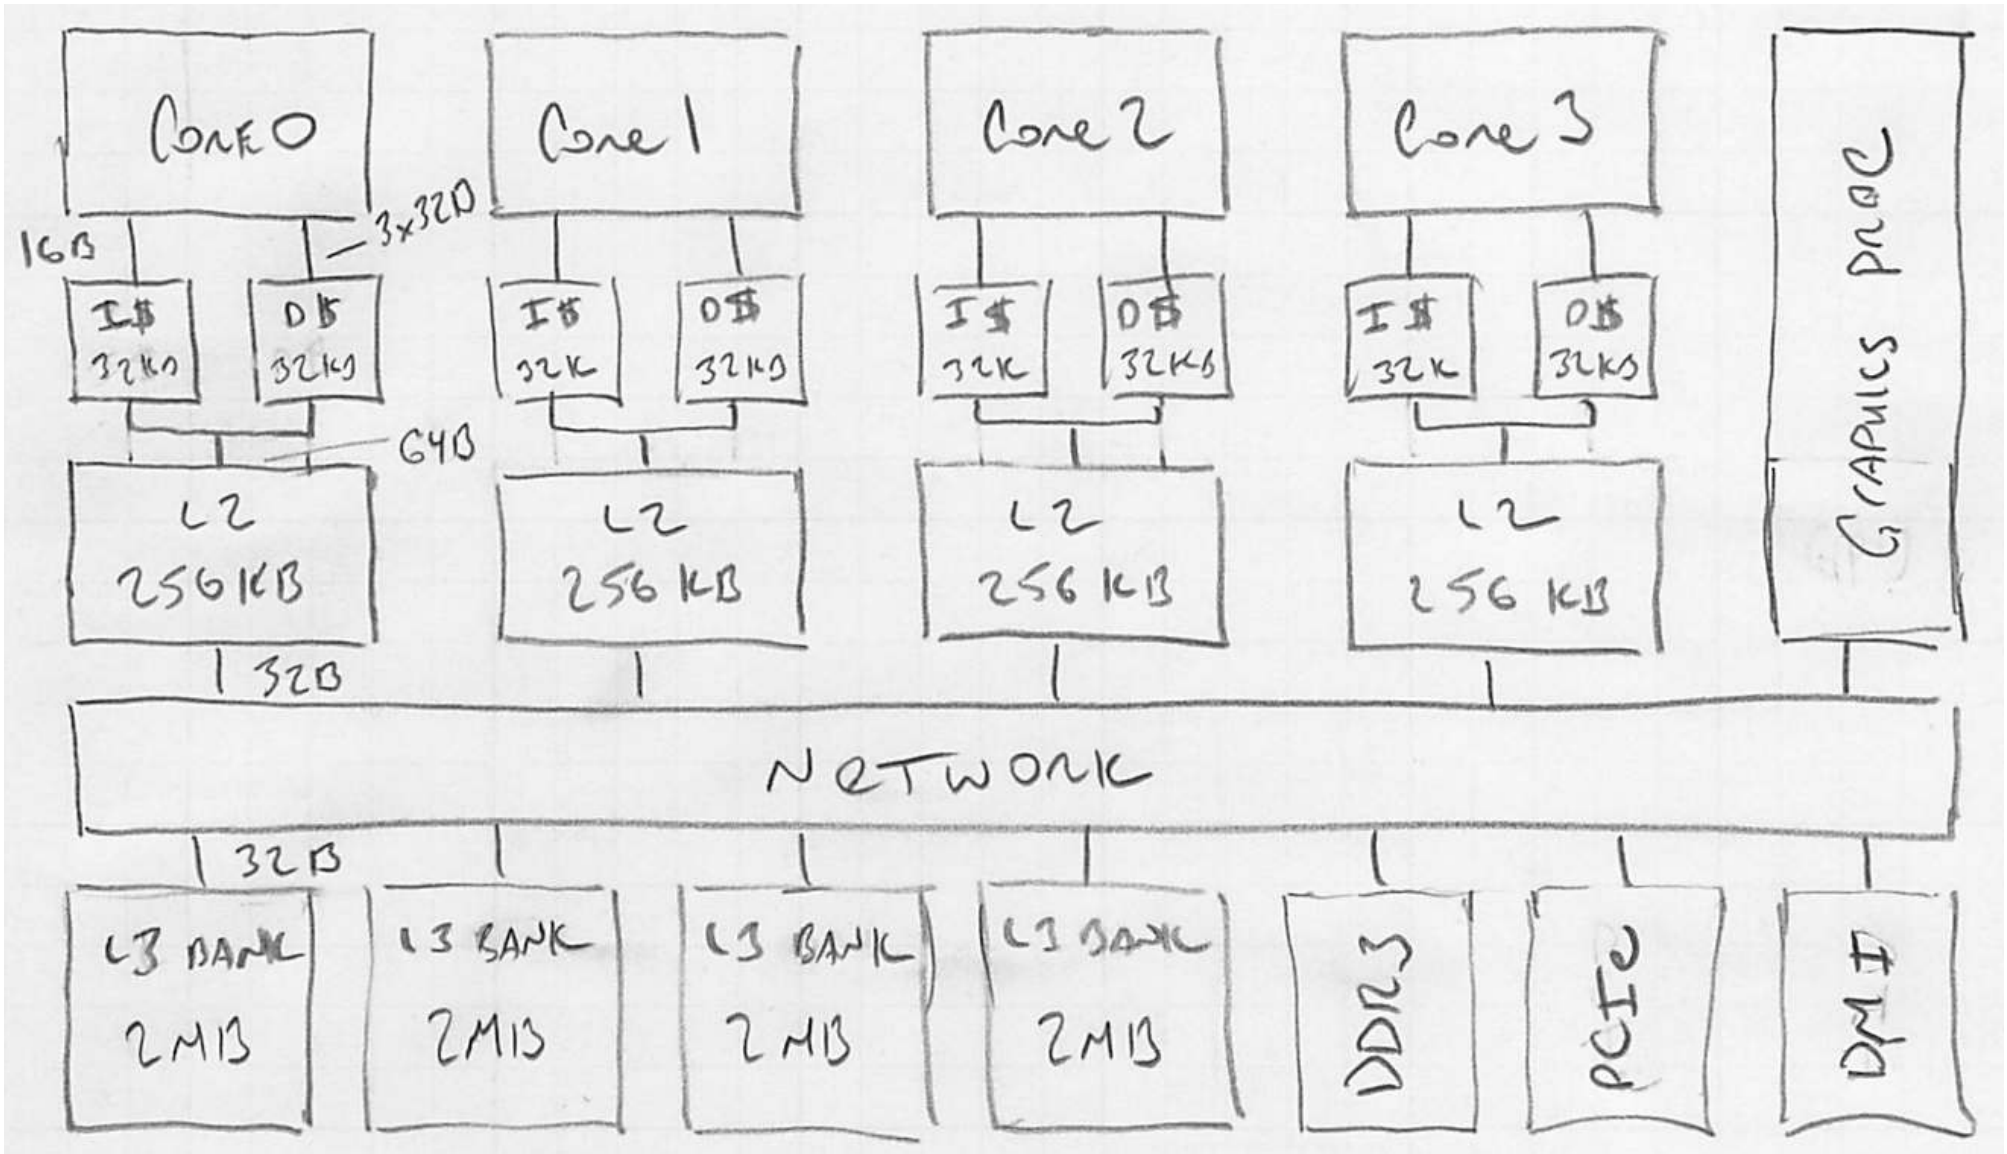 Core 0
Core 1
Core 2
Core 3
Graphics Proc
16B
3x32B
I$
32KB
D$
32KB
I$
32K
D$
32KB
I$
32K
D$
32KB
I$
32K
D$
32KB
64B
L2
256 KB
L2
256 KB
L2
256 KB
L2
256 KB
32B
NETWORK
32B
L3 BANK
2MB
L3 BANK
2MB
L3 BANK
2MB
L3 BANK
2MB
DDR3
PCIe
DMI